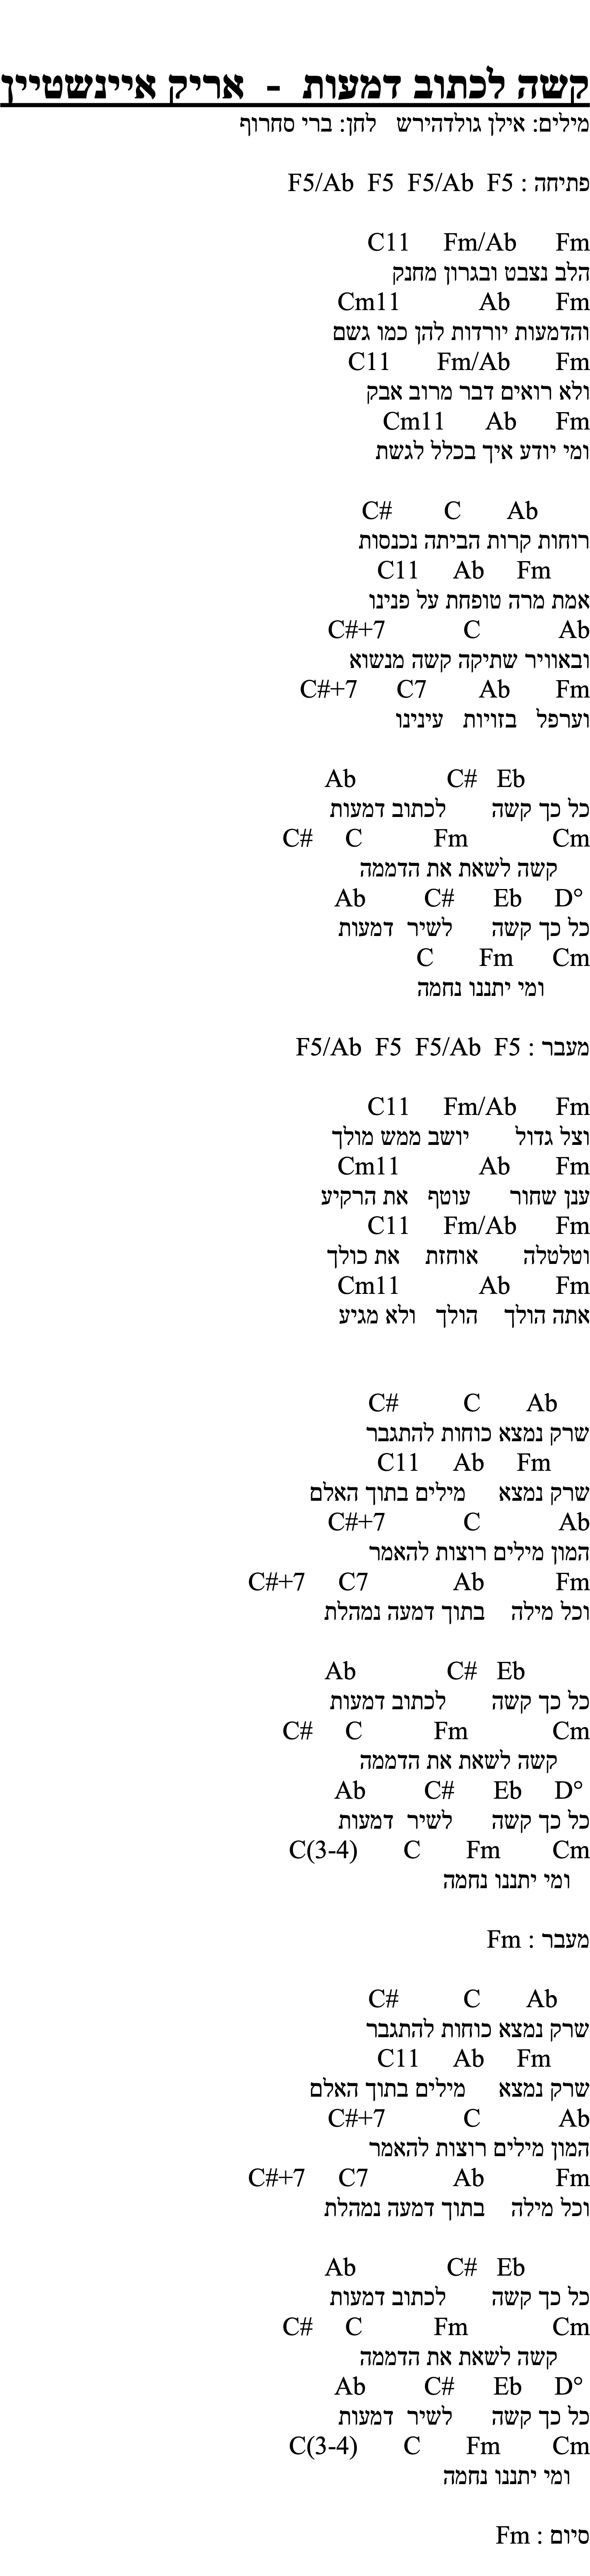 קשה לכתוב דמעות - אריק איינשטיין
מילים: אילן גולדהירש לחן: ברי סחרוף
פתיחה : F5/Ab F5 F5/Ab F5
C11 Fm/Ab Fm
הלב נצבט ובגרון מחנק
Cm11 Ab Fm
והדמעות יורדות להן כמו גשם
C11 Fm/Ab Fm
ולא רואים דבר מרוב אבק
Cm11 Ab Fm
ומי יודע איך בכלל לגשת
C# C Ab
רוחות קרות הביתה נכנסות
C11 Ab Fm
אמת מרה טופחת על פנינו
C#+7 C Ab
ובאוויר שתיקה קשה מנשוא
C#+7 C7 Ab Fm
וערפל בזויות עינינו
Ab C# Eb
כל כך קשה לכתוב דמעות
C# C Fm Cm
קשה לשאת את הדממה
Ab C# Eb D°
כל כך קשה לשיר דמעות
C Fm Cm
ומי יתננו נחמה
מעבר : F5/Ab F5 F5/Ab F5
C11 Fm/Ab Fm
וצל גדול יושב ממש מולך
Cm11 Ab Fm
ענן שחור עוטף את הרקיע
C11 Fm/Ab Fm
וטלטלה אוחזת את כולך
Cm11 Ab Fm
אתה הולך הולך ולא מגיע
C# C Ab
שרק נמצא כוחות להתגבר
C11 Ab Fm
שרק נמצא מילים בתוך האלם
C#+7 C Ab
המון מילים רוצות להאמר
C#+7 C7 Ab Fm
וכל מילה בתוך דמעה נמהלת
Ab C# Eb
כל כך קשה לכתוב דמעות
C# C Fm Cm
קשה לשאת את הדממה
Ab C# Eb D°
כל כך קשה לשיר דמעות
C(3-4) C Fm Cm
ומי יתננו נחמה
מעבר : Fm
C# C Ab
שרק נמצא כוחות להתגבר
C11 Ab Fm
שרק נמצא מילים בתוך האלם
C#+7 C Ab
המון מילים רוצות להאמר
C#+7 C7 Ab Fm
וכל מילה בתוך דמעה נמהלת
Ab C# Eb
כל כך קשה לכתוב דמעות
C# C Fm Cm
קשה לשאת את הדממה
Ab C# Eb D°
כל כך קשה לשיר דמעות
C(3-4) C Fm Cm
ומי יתננו נחמה
סיום : Fm